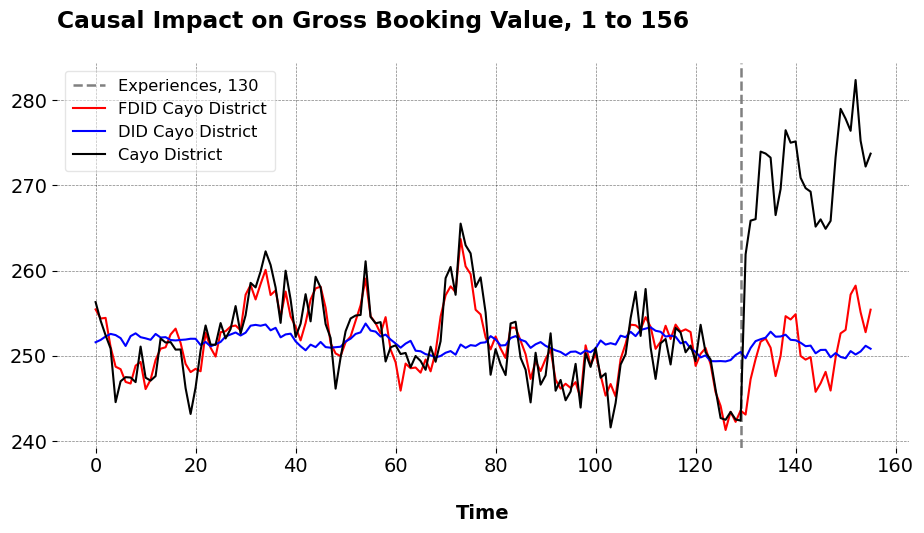 Causal Impact on Gross Booking Value, 1 to 156
Experiences, 130
FDID Cayo District
DID Cayo District
Cayo District
280
270
260
250
240
0 20 40 60 80 100 120 140 160
Time